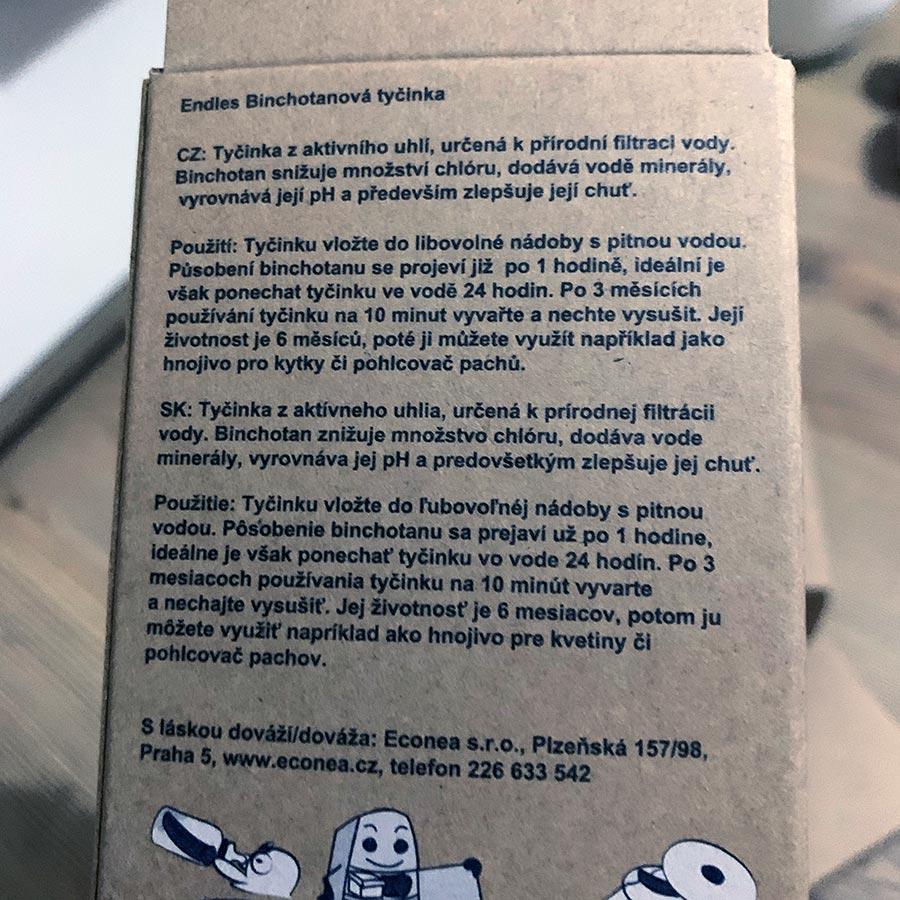 Endles Binchotanová tyčinka
CZ: Tyčinka z aktivního uhlí, určená k přírodní filtraci vody.
Binchotan snižuje množství chlóru, dodává vodě minerály,
vyrovnává její pH a především zlepšuje její chuť.
Použití: Tyčinku vložte do libovolné nádoby s pitnou vodou.
Působení binchotanu se projeví již po 1 hodině, ideální je
však ponechat tyčinku ve vodě 24 hodin. Po 3 měsících
používání tyčinku na 10 minut vyvařte a nechte vysušit. Její
životnost je 6 měsíců, poté ji můžete využít například jako
hnojivo pro kytky či pohlcovač pachů.
SK: Tyčinka z aktívneho uhlia, určená k prírodnej filtrácii
vody. Binchotan znižuje množstvo chlóru, dodáva vode
minerály, vyrovnáva jej pH a predovšetkým zlepšuje jej chuť.
Použitie: Tyčinku vložte do ľubovoľnéj nádoby s pitnou
vodou. Pôsobenie binchotanu sa prejaví už po 1 hodine,
ideálne je však ponechať tyčinku vo vode 24 hodín. Po 3
mesiacoch používania tyčinku na 10 minút vyvarte
a nechajte vysušiť. Jej životnosť je 6 mesiacov, potom ju
môžete využiť napríklad ako hnojivo pre kvetiny či
pohlcovač pachov.
S láskou dováží/dováža: Econea s.r.o., Plzeňská 157/98,
Praha 5, www.econea.cz, telefon 226 633 542